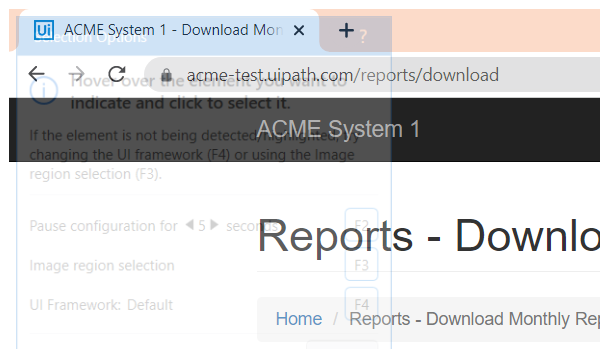 Ui ACME System 1 - Download Mon × +
Selection Options ?
acme-test.uipath.com/reports/download
Hover over the element you want to
indicate and click to select it.
ACME System 1
If the element is not being detected/highlighted, try
changing the UI framework (F4) or using the Image
region selection (F3).
Pause configuration for 5 seconds F2
Reports - Downlo
Image region selection F3
UI Framework: Default F4
Home / Reports - Download Monthly Rep